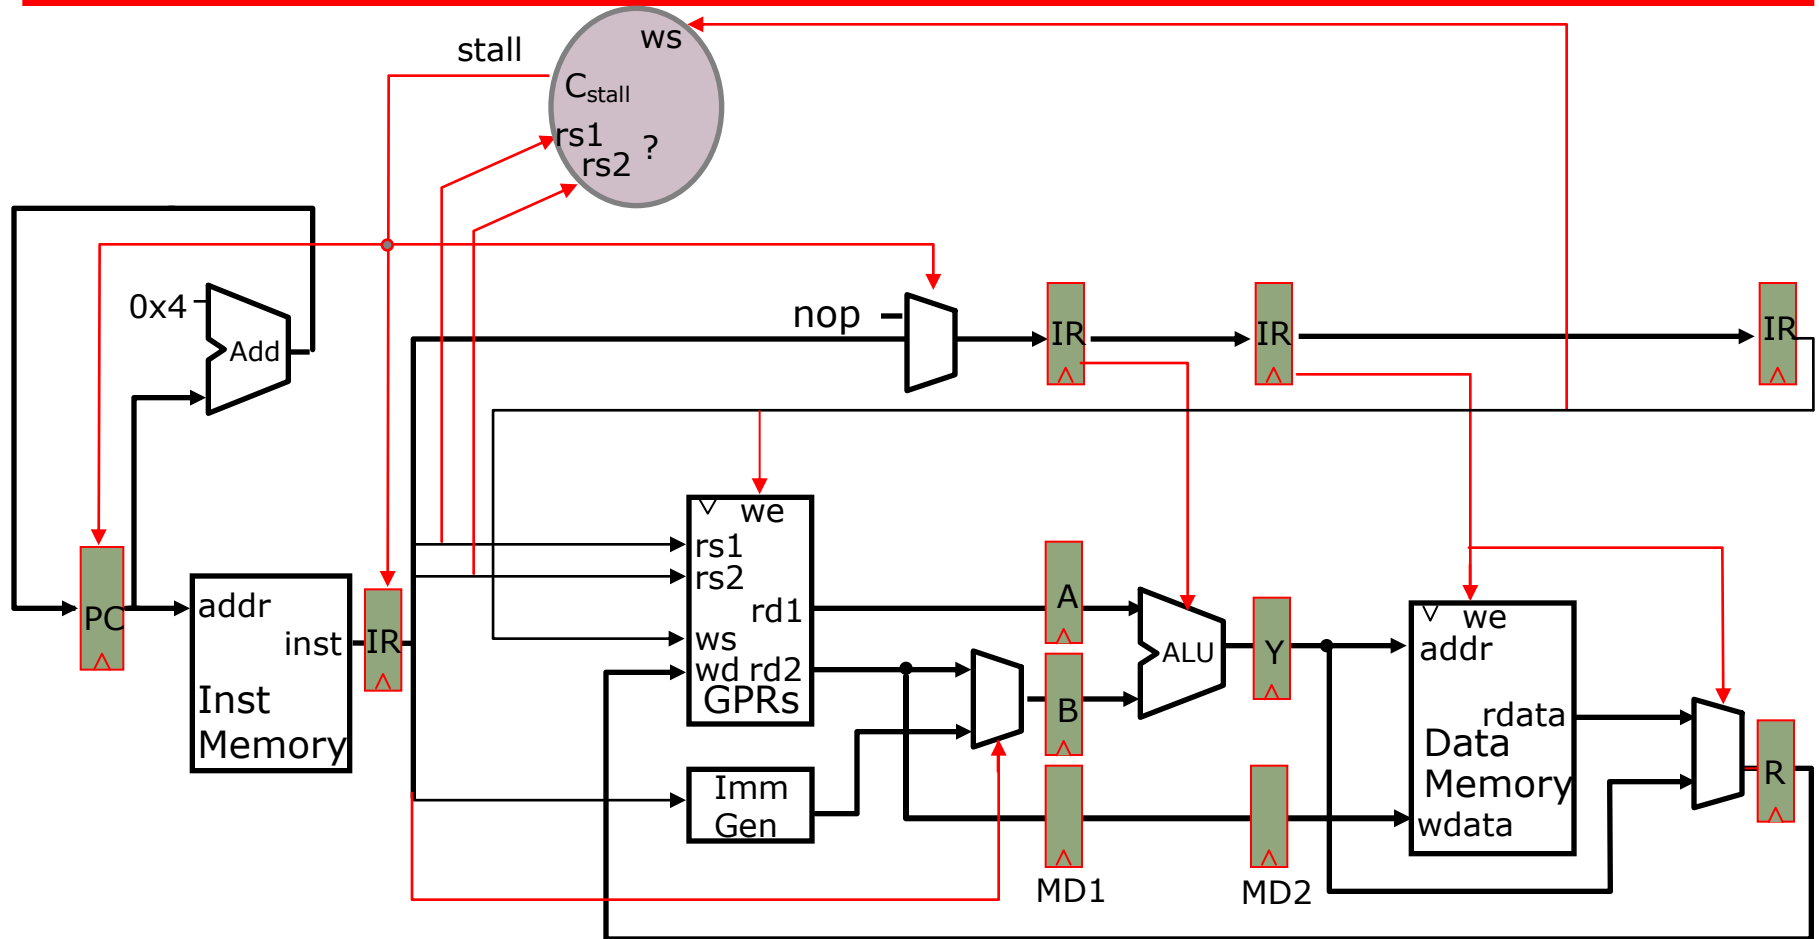 ws
stall
C_stall
rs1
rs2 ?
0x4
Add
nop
IR
IR
IR
we
rs1
rs2
rd1
ws
wd rd2
GPRs
PC
addr
inst
Inst
Memory
IR
A
B
ALU
Y
we
addr
rdata
Data
Memory
wdata
R
Imm
Gen
MD1
MD2